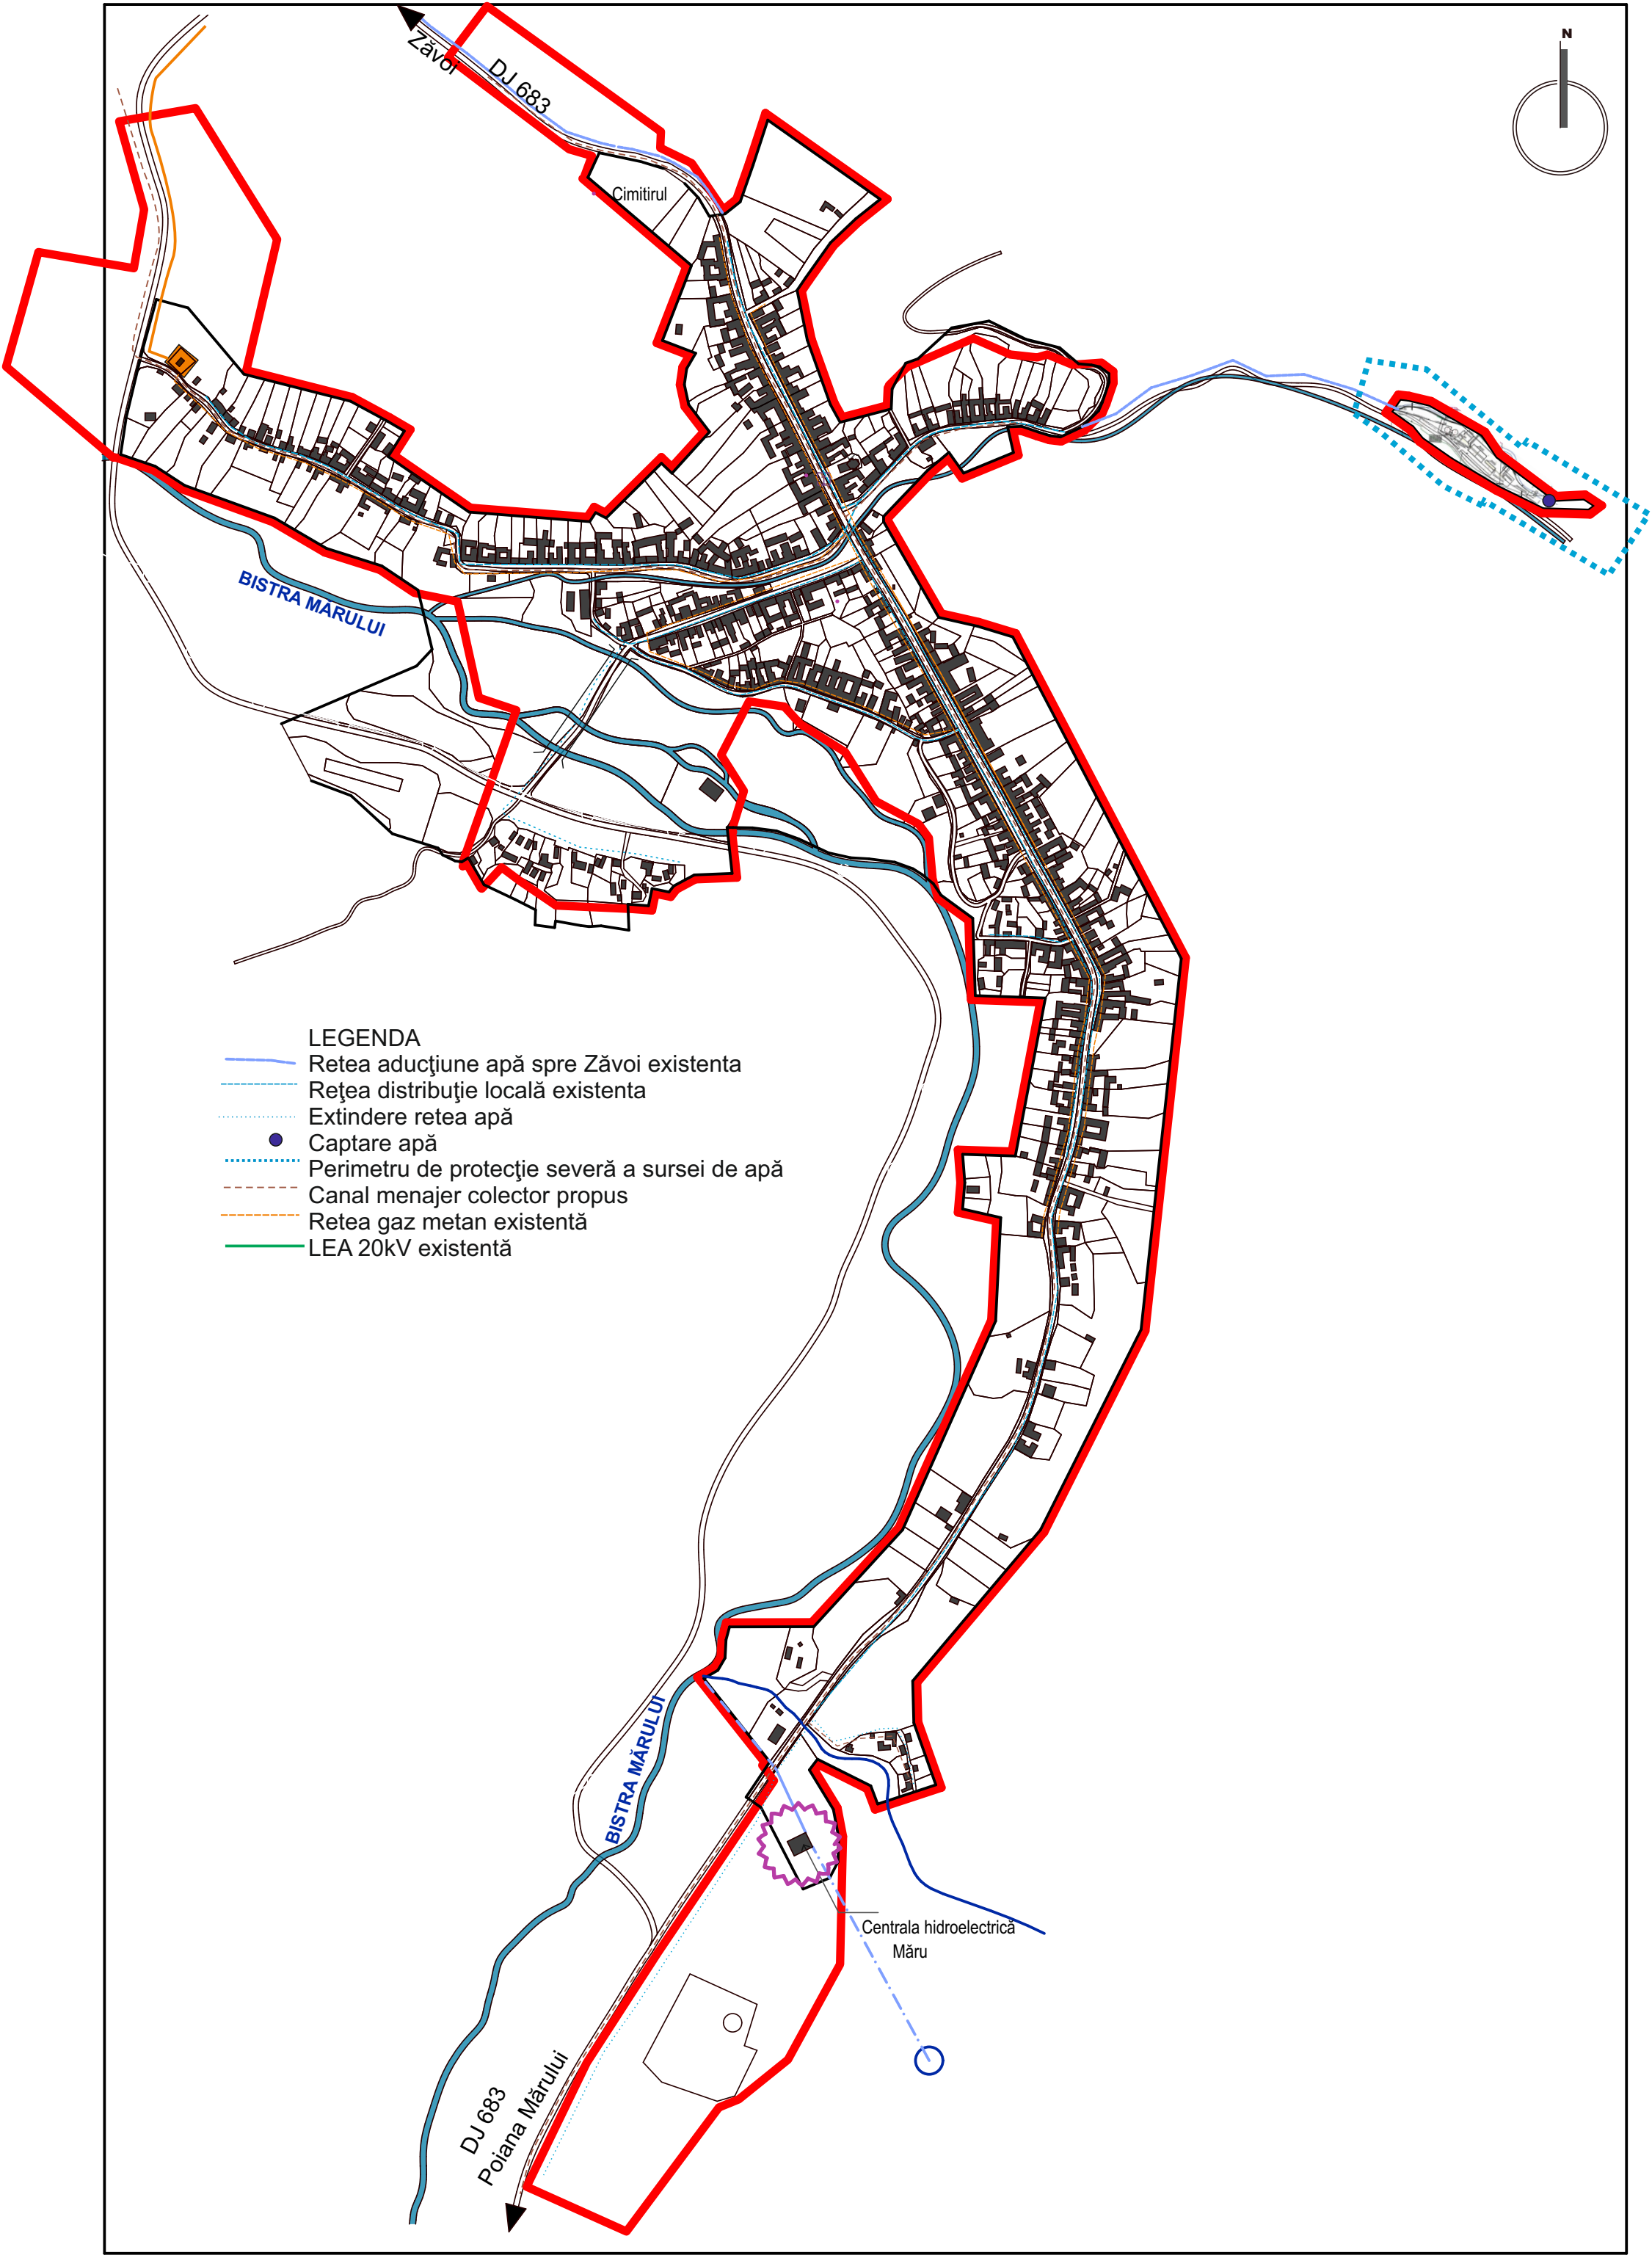 N
Zăvoi
DJ 683
Cimitirul
BISTRA MĂRULUI
LEGENDA
Retea aducţiune apă spre Zăvoi existenta
Reţea distribuţie locală existenta
Extindere retea apă
Captare apă
Perimetru de protecţie severă a sursei de apă
Canal menajer colector propus
Retea gaz metan existentă
LEA 20kV existentă
BISTRA MĂRULUI
Centrala hidroelectrică
Măru
DJ 683
Poiana Mărului